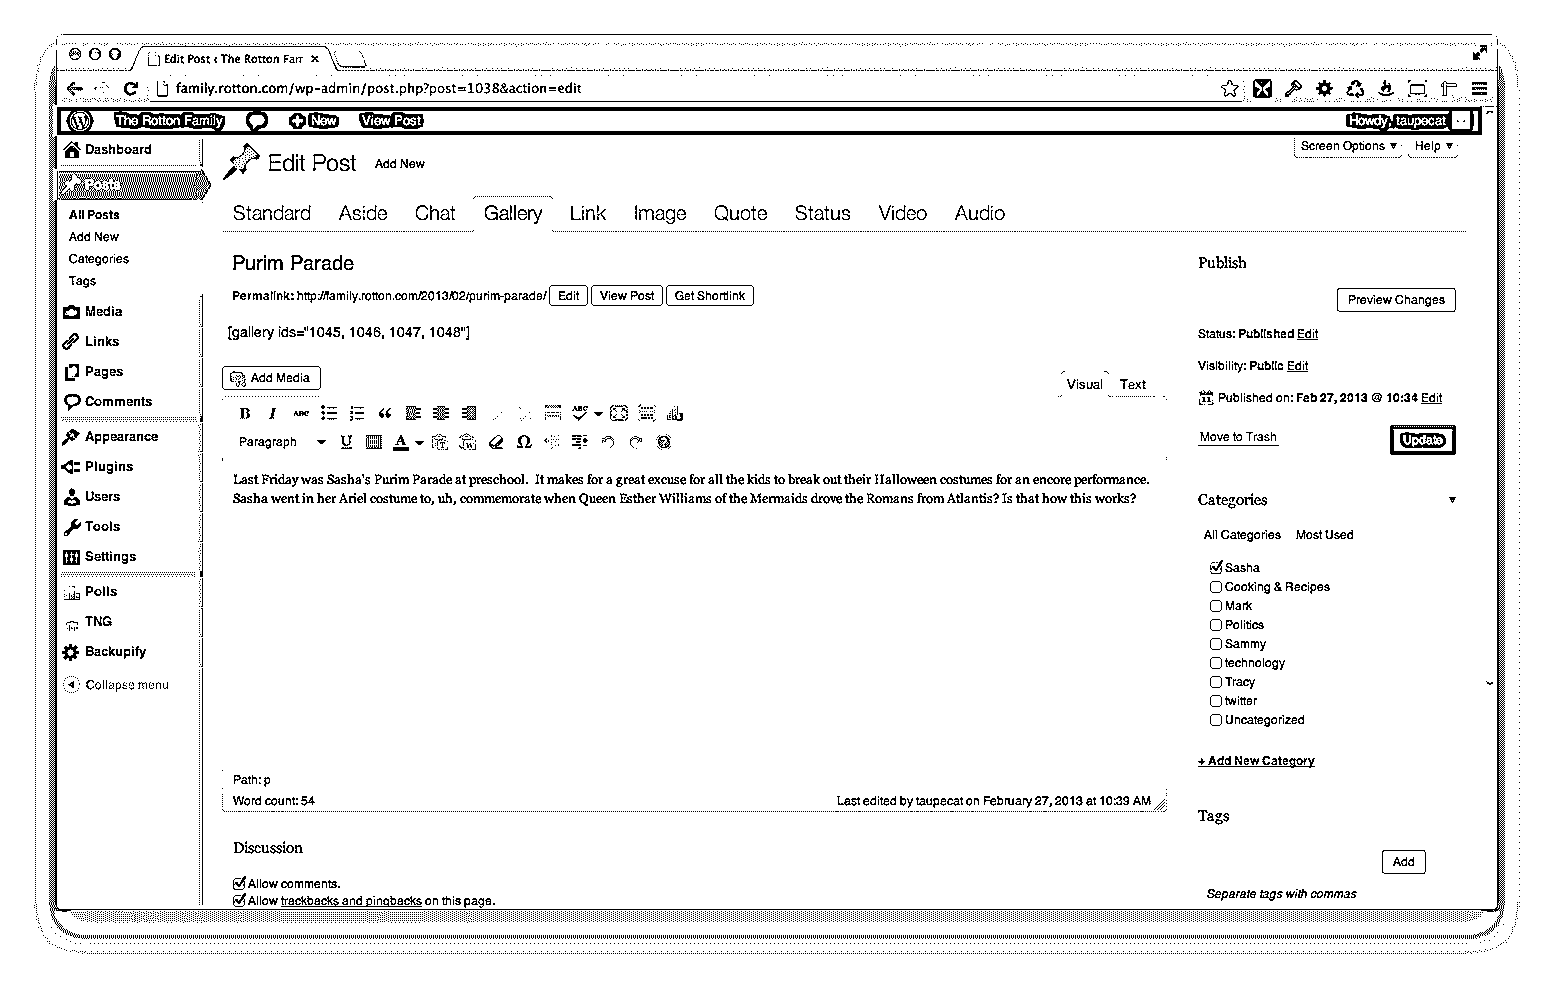 Edit Post ‹ The Rotton Fam ×
family.rotton.com/wp-admin/post.php?post=1038&action=edit
The Rotton Family New View Post Howdy, taupecat
Dashboard
Posts
All Posts
Add New
Categories
Tags
Media
Links
Pages
Comments
Appearance
Plugins
Users
Tools
Settings
Polls
TNG
Backupify
Collapse menu
Screen Options ▼ Help ▼
Edit Post Add New
Standard Aside Chat Gallery Link Image Quote Status Video Audio
Purim Parade
Permalink: http://family.rotton.com/2013/02/purim-parade/ Edit View Post Get Shortlink
[gallery ids="1045, 1046, 1047, 1048"]
Add Media Visual Text
B I ABC ABC
Paragraph U A Ω
Last Friday was Sasha's Purim Parade at preschool. It makes for a great excuse for all the kids to break out their Halloween costumes for an encore performance.
Sasha went in her Ariel costume to, uh, commemorate when Queen Esther Williams of the Mermaids drove the Romans from Atlantis? Is that how this works?
Path: p
Word count: 54 Last edited by taupecat on February 27, 2013 at 10:39 AM
Discussion
Allow comments.
Allow trackbacks and pingbacks on this page.
Publish
Preview Changes
Status: Published Edit
Visibility: Public Edit
Published on: Feb 27, 2013 @ 10:34 Edit
Move to Trash Update
Categories
All Categories Most Used
Sasha
Cooking & Recipes
Mark
Politics
Sammy
technology
Tracy
twitter
Uncategorized
+ Add New Category
Tags
Add
Separate tags with commas